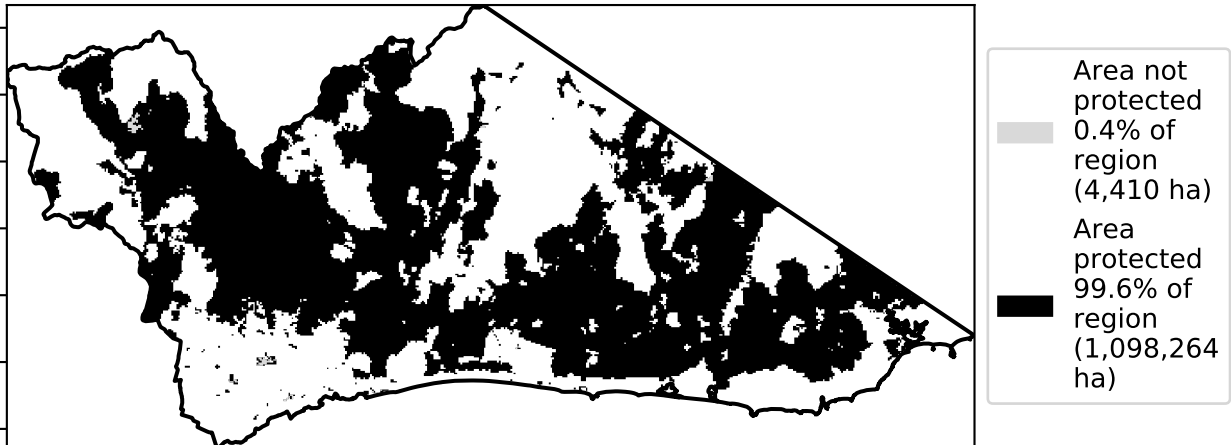 Area not
protected
0.4% of
region
(4,410 ha)
Area
protected
99.6% of
region
(1,098,264
ha)